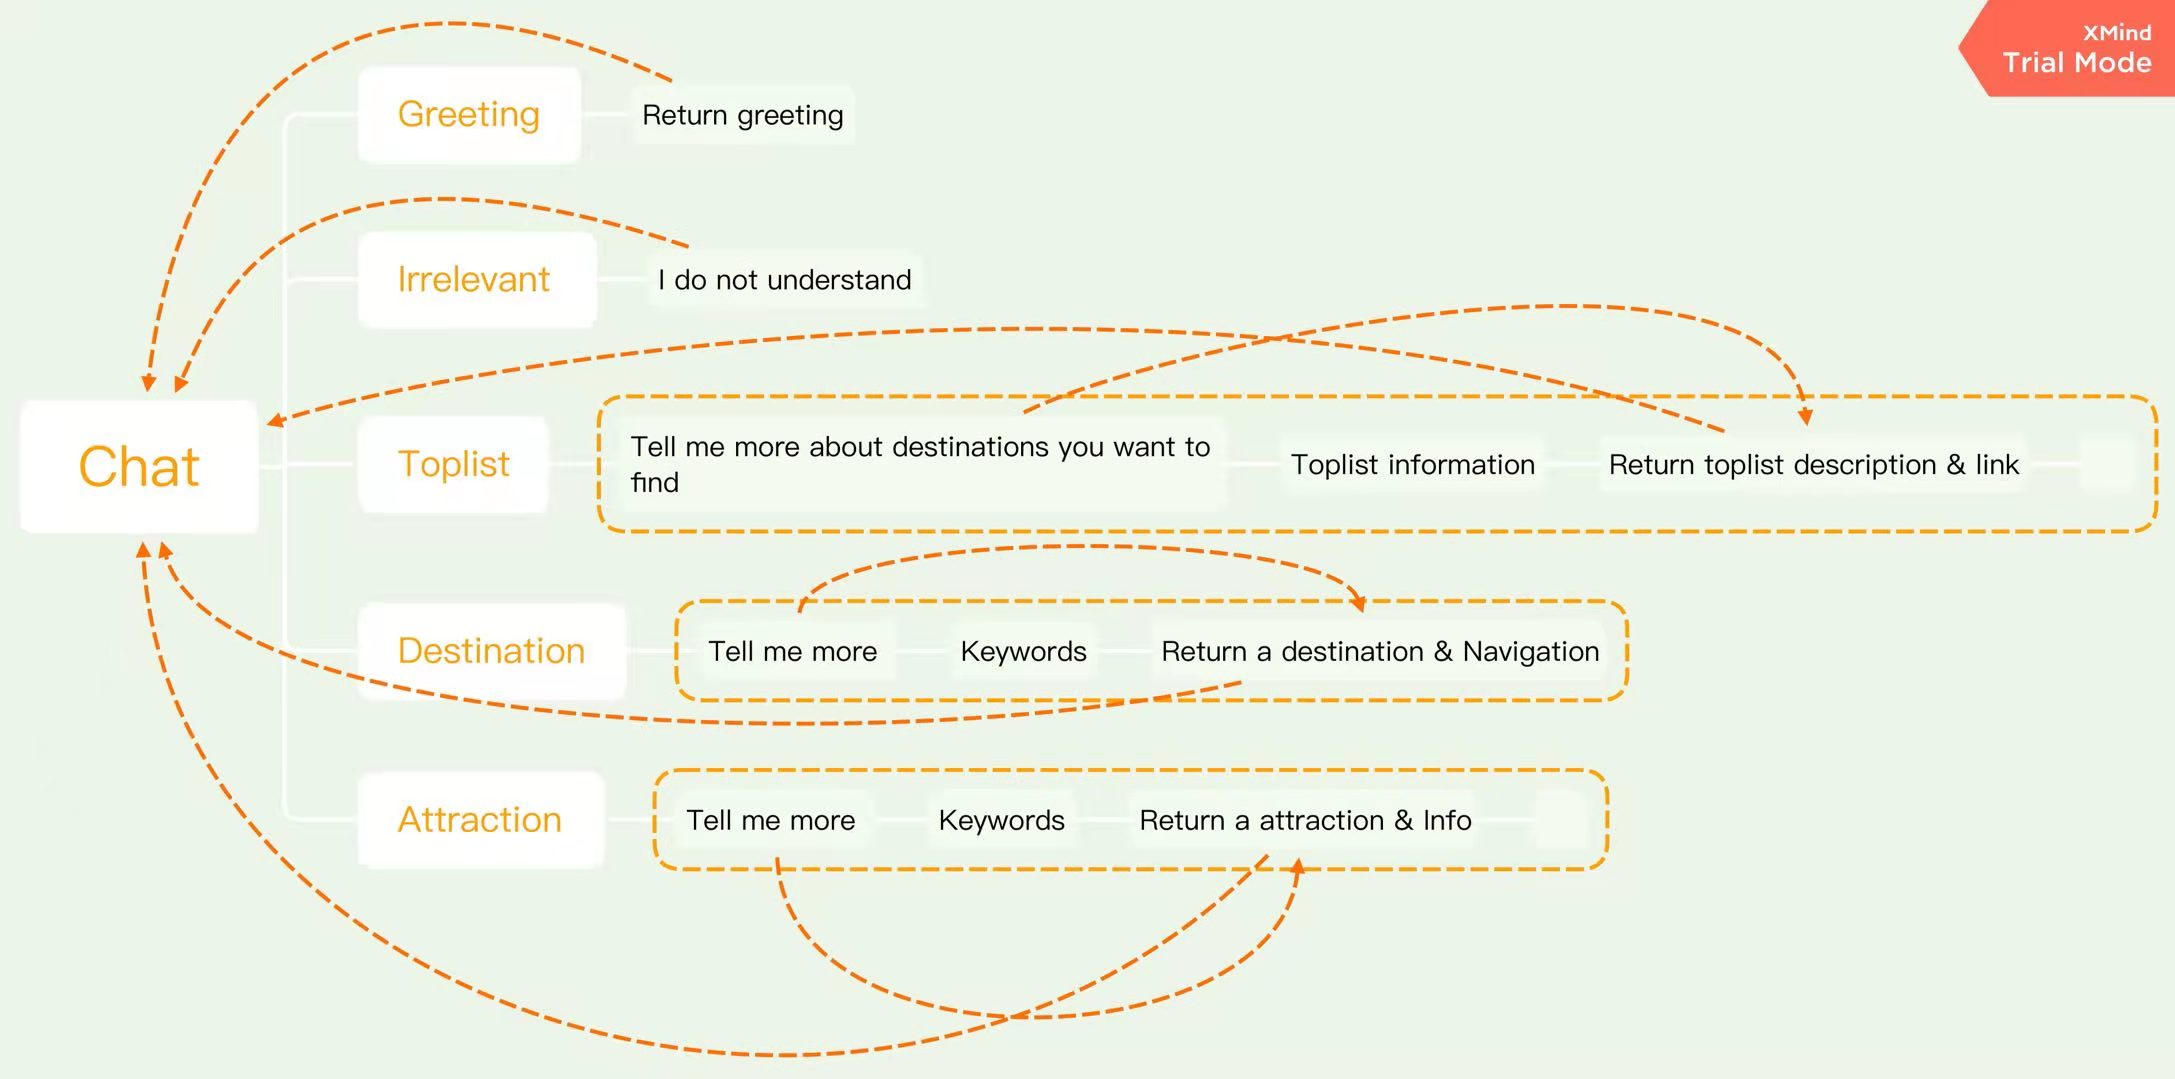 XMind
Trial Mode
Greeting
Return greeting
Irrelevant
I do not understand
Chat
Toplist
Tell me more about destinations you want to
find
Toplist information
Return toplist description & link
Destination
Tell me more
Keywords
Return a destination & Navigation
Attraction
Tell me more
Keywords
Return a attraction & Info